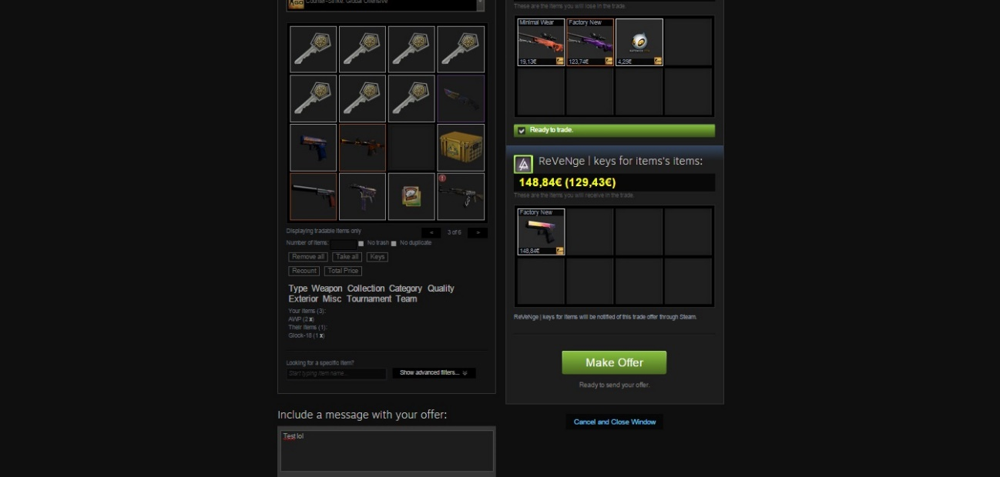 Counter-Strike: Global Offensive
Displaying tradable items only
« 3 of 6 »
Number of items: No trash No duplicate
Remove all Take all Keys
Recount Total Price
Type Weapon Collection Category Quality
Exterior Misc Tournament Team
Your items (3):
AWP (2 x)
Their items (1):
Glock-18 (1 x)
Looking for a specific item?
Start typing item name...
Show advanced filters...
Include a message with your offer:
Test lol
These are the items you will lose in the trade.
Minimal Wear Factory New
19,13€ 123,74€ 4,25€
Ready to trade.
ReVeNge | keys for items's items:
148,84€ (129,43€)
These are the items you will receive in the trade.
Factory New
148,84€
ReVeNge | keys for items will be notified of this trade offer through Steam.
Make Offer
Ready to send your offer.
Cancel and Close Window